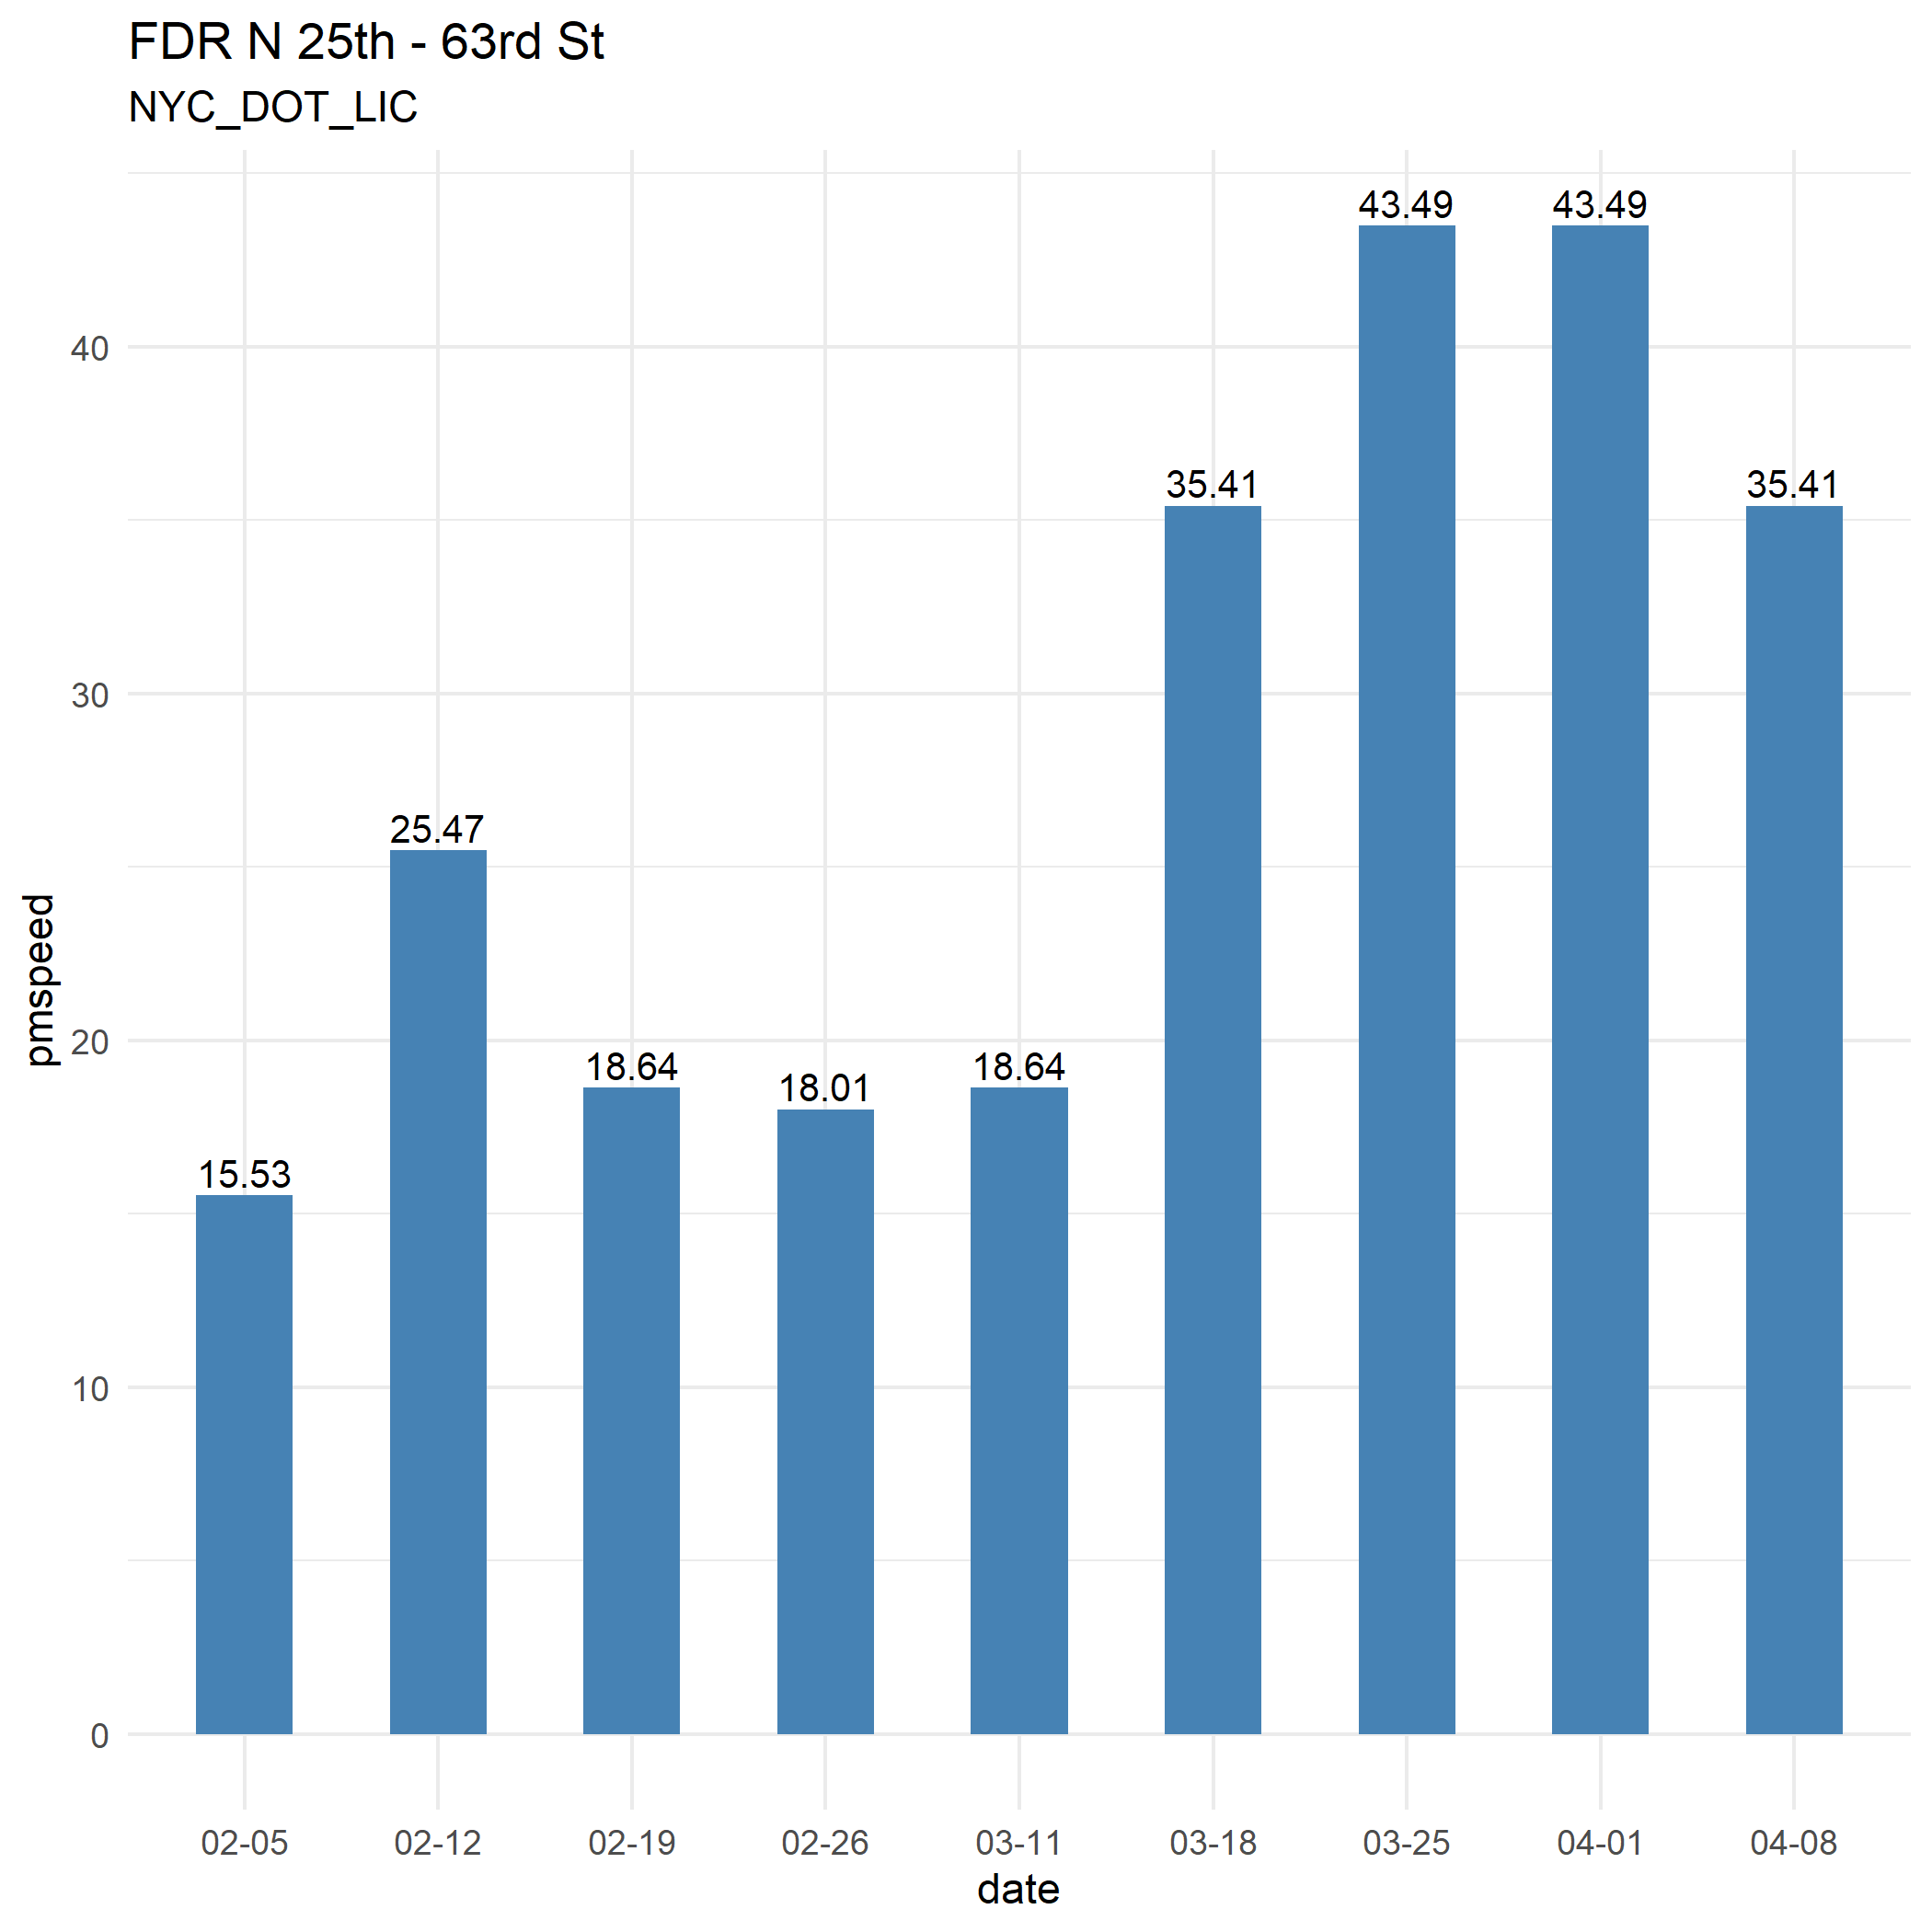 FDR N 25th - 63rd St
NYC_DOT_LIC
43.49 43.49
40
35.41 35.41
30
25.47
pmspeed
20
18.64 18.01 18.64
15.53
10
0
02-05 02-12 02-19 02-26 03-11 03-18 03-25 04-01 04-08
date